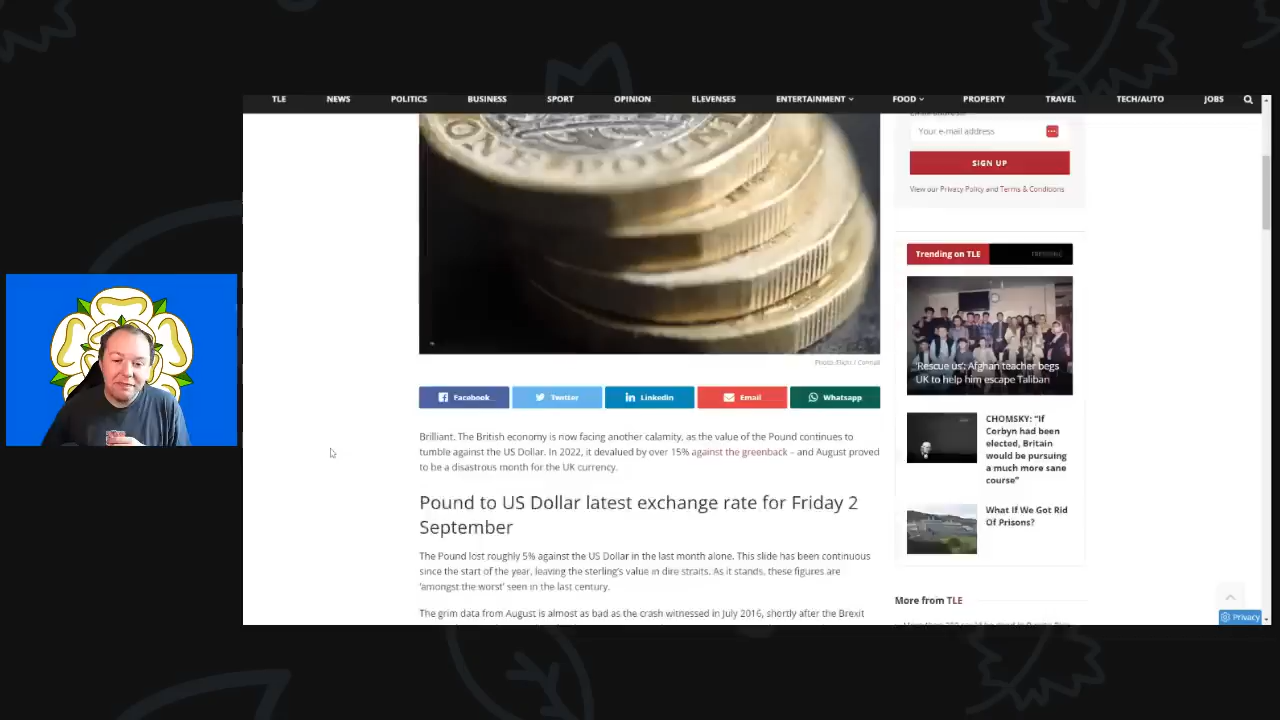 TLE NEWS POLITICS BUSINESS SPORT OPINION ELEVENSES ENTERTAINMENT FOOD PROPERTY TRAVEL TECH/AUTO JOBS
ONE POUND
Your e-mail address
SIGN UP
View our Privacy Policy and Terms & Conditions
Trending on TLE
TRENDING
'Rescue us': Afghan teacher begs
UK to help him escape Taliban
CHOMSKY: "If
Corbyn had been
elected, Britain
would be pursuing
a much more sane
course"
What If We Got Rid
Of Prisons?
More from TLE
Facebook
Twitter
Linkedin
Email
Whatsapp
Brilliant. The British economy is now facing another calamity, as the value of the Pound continues to
tumble against the US Dollar. In 2022, it devalued by over 15% against the greenback – and August proved
to be a disastrous month for the UK currency.
Pound to US Dollar latest exchange rate for Friday 2
September
The Pound lost roughly 5% against the US Dollar in the last month alone. This slide has been continuous
since the start of the year, leaving the sterling's value in dire straits. As it stands, these figures are
'amongst the worst' seen in the last century.
The grim data from August is almost as bad as the crash witnessed in July 2016, shortly after the Brexit
Privacy